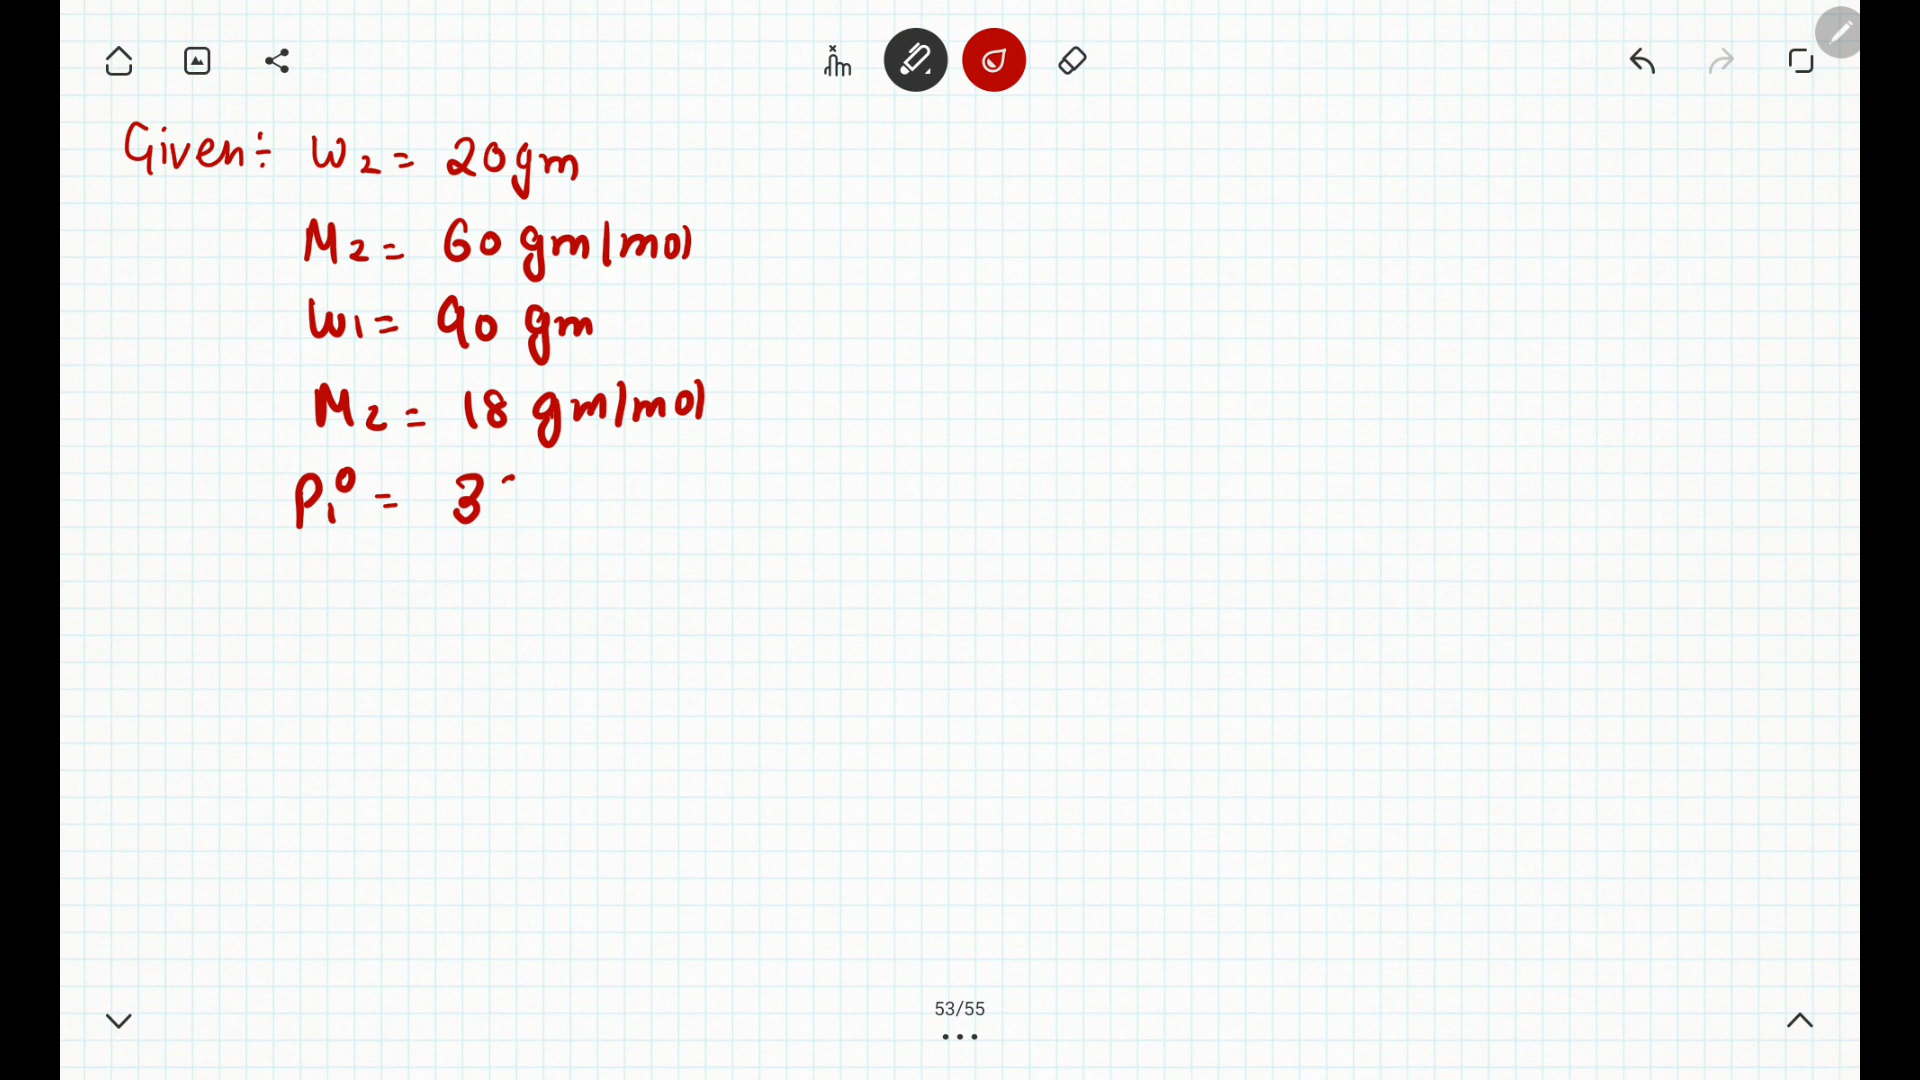 Given÷ W₂ = 20gm
M₂ = 60 gm/mol
W₁ = 90 gm
M₂ = 18 gm/mol
P₁⁰ = 3
53/55